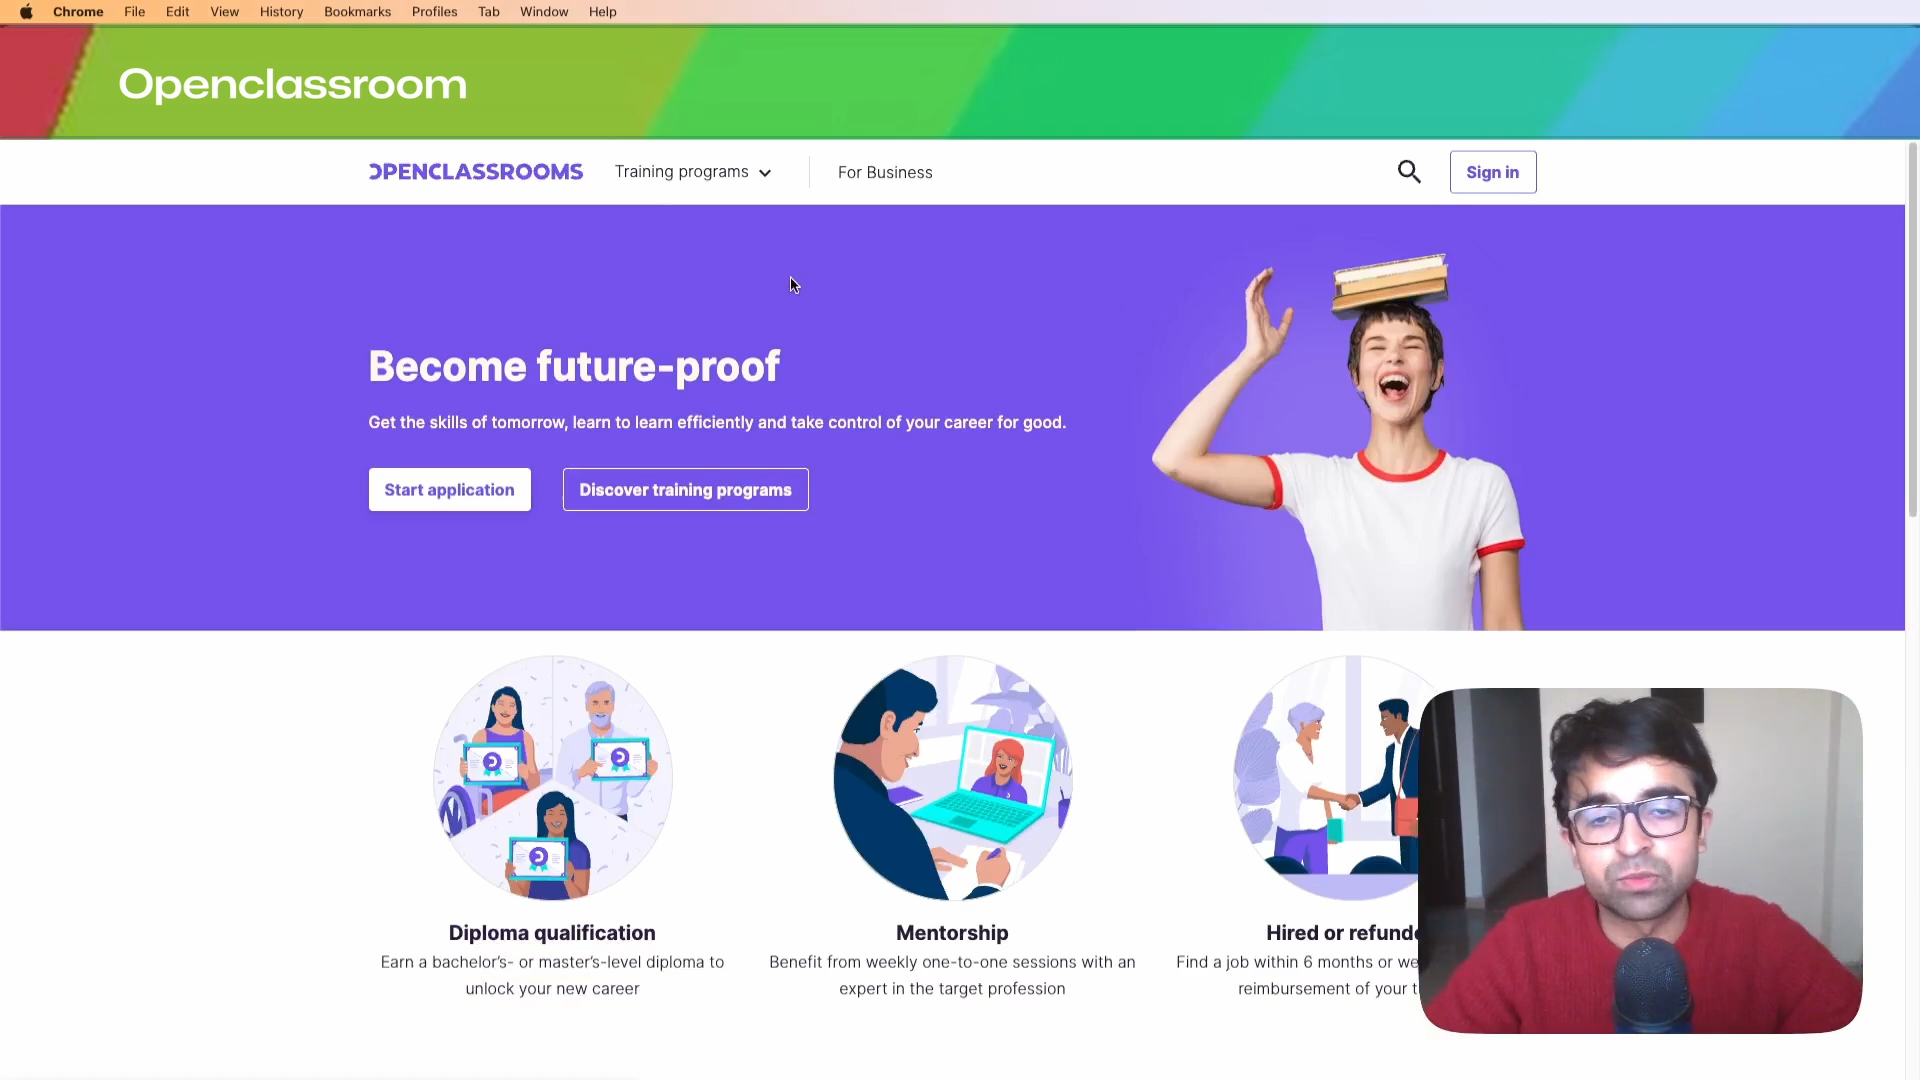 Chrome File Edit View History Bookmarks Profiles Tab Window Help
Openclassroom
OPENCLASSROOMS Training programs For Business Sign in
Become future-proof
Get the skills of tomorrow, learn to learn efficiently and take control of your career for good.
Start application Discover training programs
Diploma qualification
Earn a bachelor's- or master's-level diploma to
unlock your new career
Mentorship
Benefit from weekly one-to-one sessions with an
expert in the target profession
Hired or
Find a job within 6 months or we
reimbursement of your